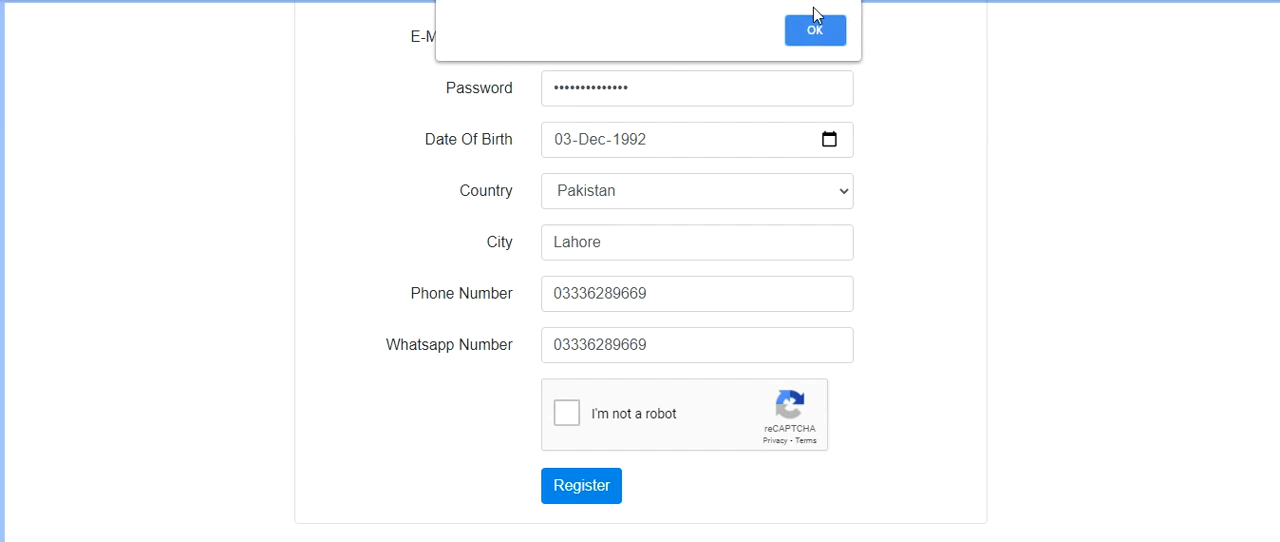 OK
E-M
Password ••••••••••••••
Date Of Birth 03-Dec-1992
Country Pakistan
City Lahore
Phone Number 03336289669
Whatsapp Number 03336289669
I'm not a robot
reCAPTCHA
Privacy - Terms
Register